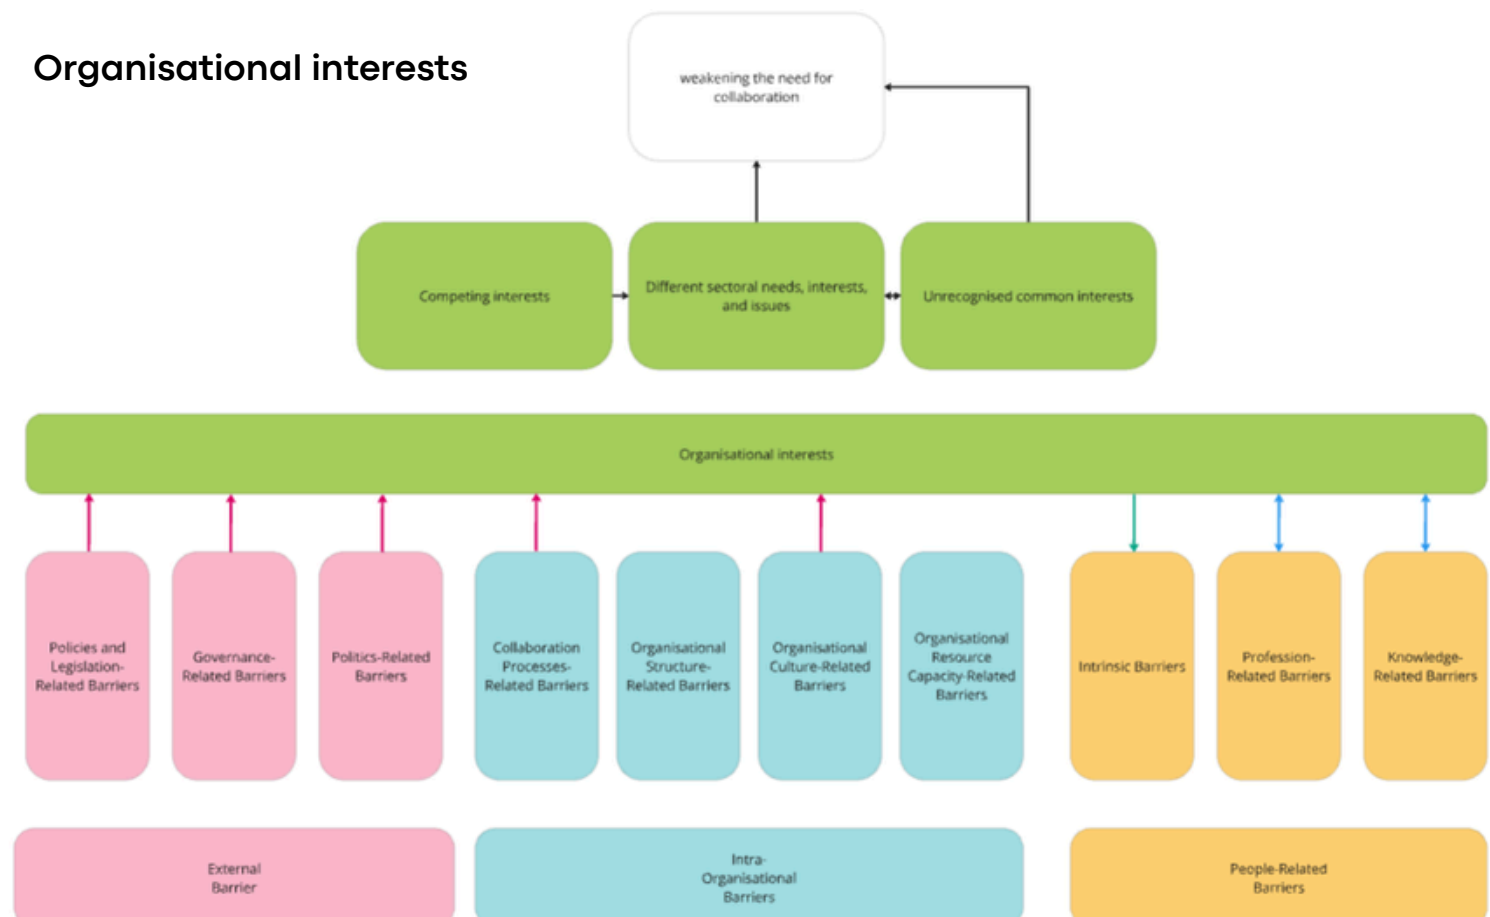 Organisational interests
weakening the need for
collaboration
Competing interests
Different sectoral needs, interests,
and issues
Unrecognised common interests
Organisational interests
Policies and
Legislation-
Related Barriers
Governance-
Related Barriers
Politics-Related
Barriers
Collaboration
Processes-
Related Barriers
Organisational
Structure-
Related Barriers
Organisational
Culture-Related
Barriers
Organisational
Resource
Capacity-Related
Barriers
Intrinsic Barriers
Profession-
Related Barriers
Knowledge-
Related Barriers
External
Barrier
Intra-
Organisational
Barriers
People-Related
Barriers